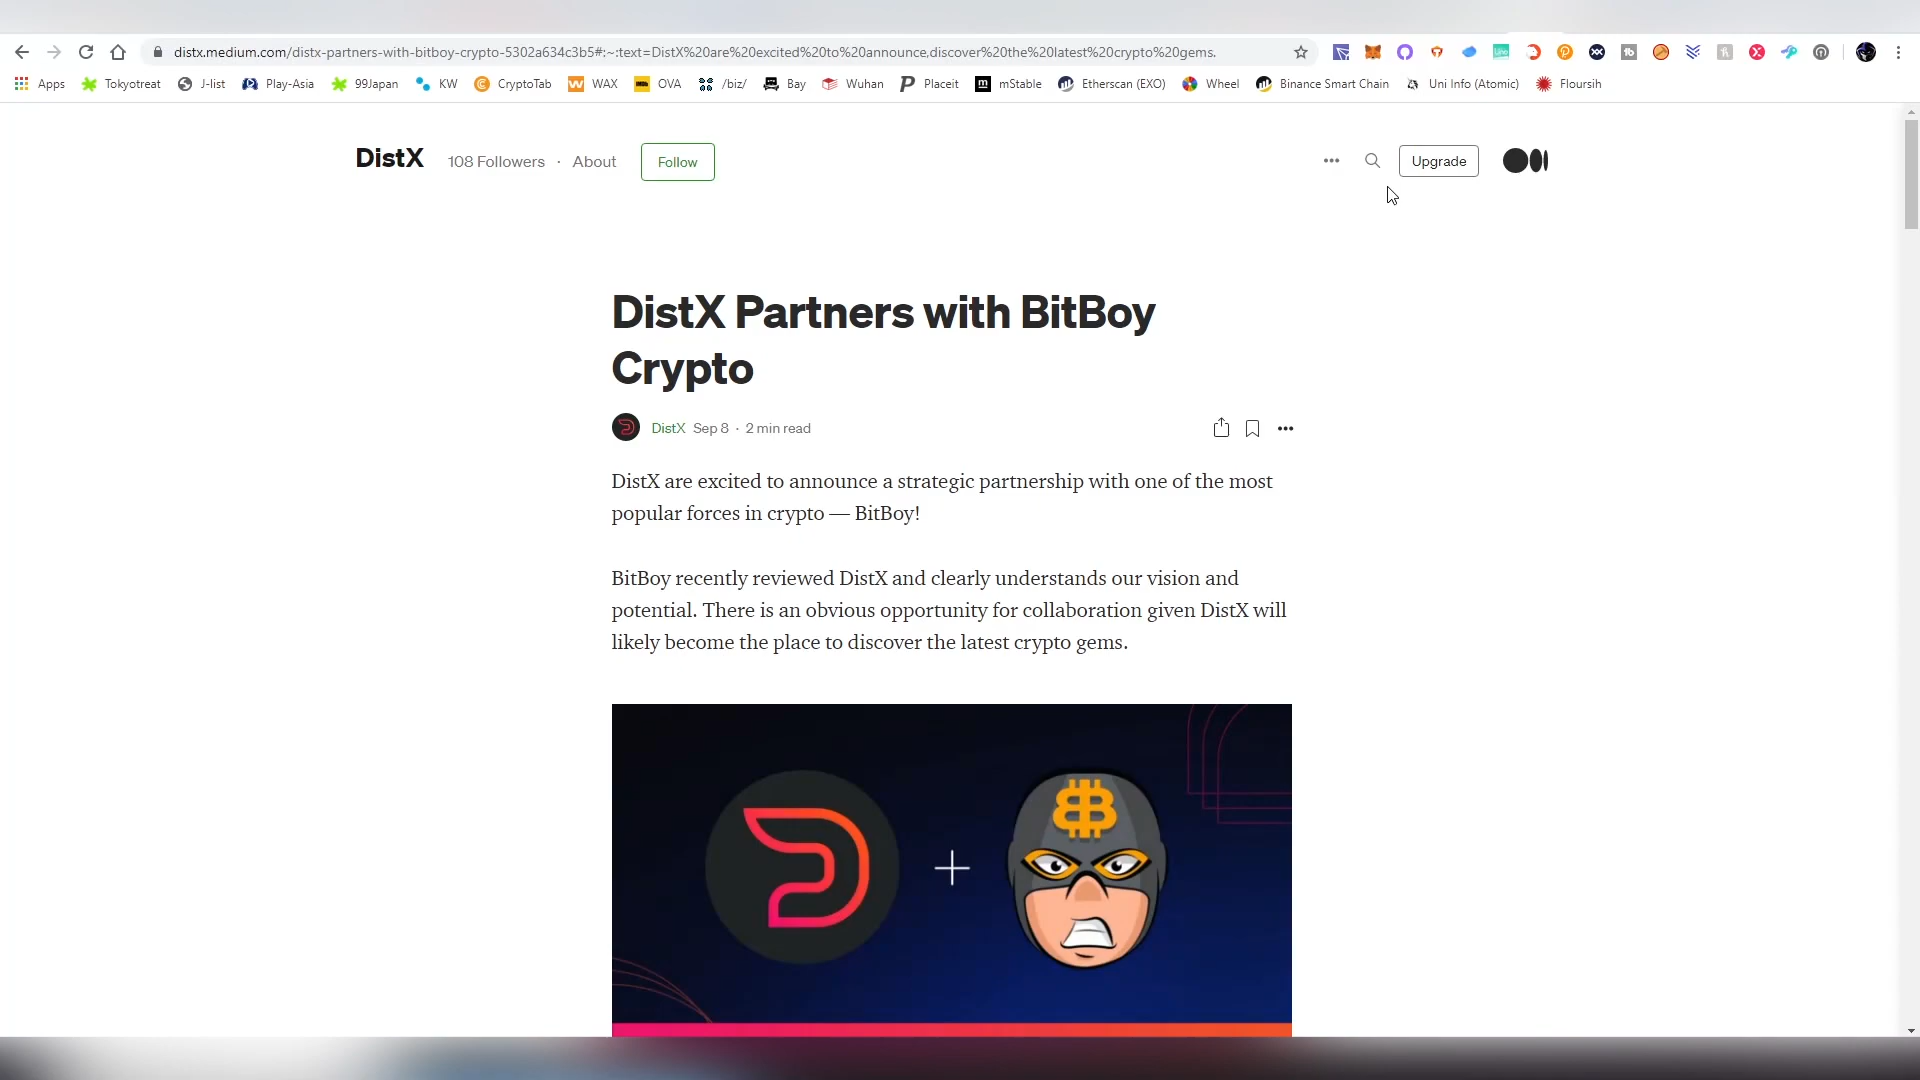 distx.medium.com/distx-partners-with-bitboy-crypto-5302a634c3b5#:~:text=DistX%20are%20excited%20to%20announce,discover%20the%20latest%20crypto%20gems.
Apps Tokyotreat J-list Play-Asia 99Japan KW CryptoTab WAX OVA /biz/ Bay Wuhan Placeit mStable Etherscan (EXO) Wheel Binance Smart Chain Uni Info (Atomic) Floursih
DistX 108 Followers · About Follow Upgrade
DistX Partners with BitBoy
Crypto
DistX Sep 8 · 2 min read
DistX are excited to announce a strategic partnership with one of the most
popular forces in crypto — BitBoy!
BitBoy recently reviewed DistX and clearly understands our vision and
potential. There is an obvious opportunity for collaboration given DistX will
likely become the place to discover the latest crypto gems.